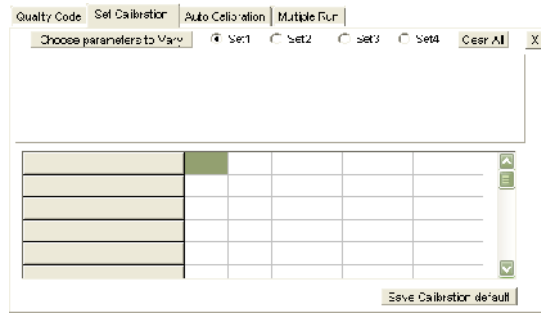 Quality Code Set Calibration Auto Calibration Mutiple Run
Choose parameters to Vary Set1 Set2 Set3 Set4 Clear All X
Save Calibration default